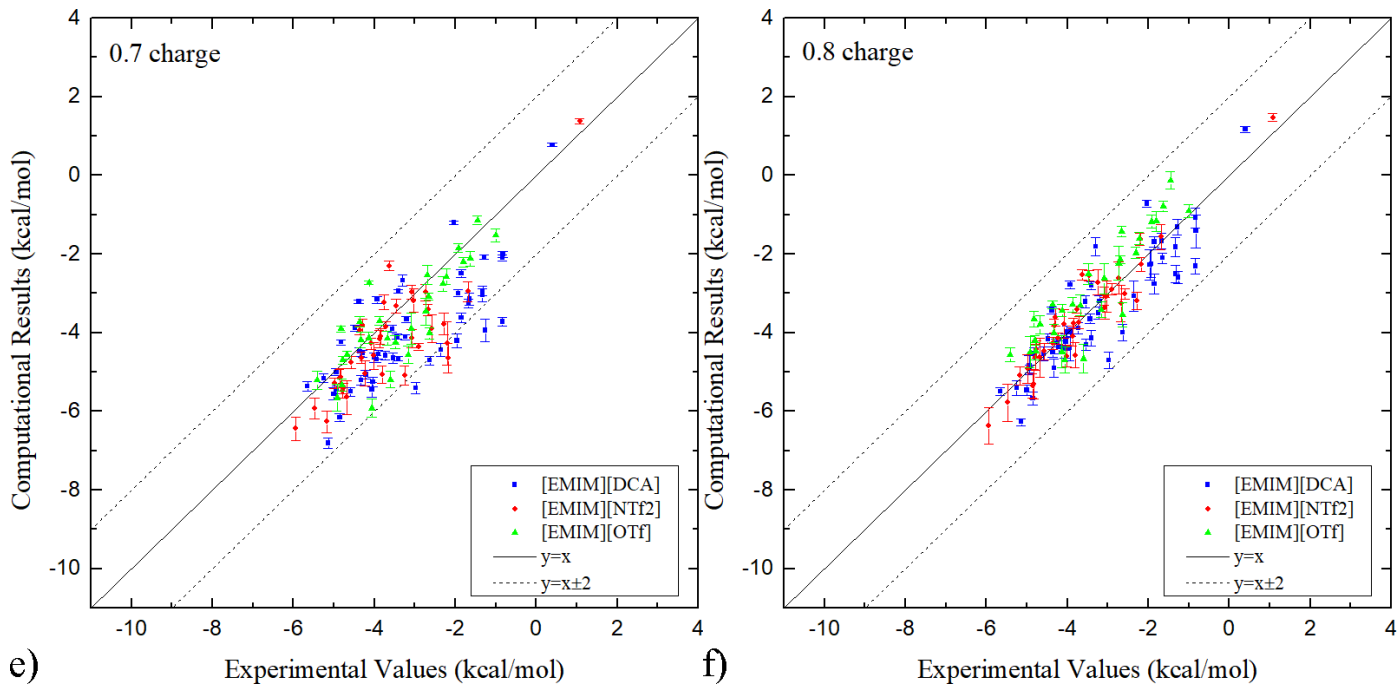 0.7 charge
Computational Results (kcal/mol)
4
2
0
-2
-4
-6
-8
-10
[EMIM][DCA]
[EMIM][NTf2]
[EMIM][OTf]
y=x
y=x±2
-10 -8 -6 -4 -2 0 2 4
Experimental Values (kcal/mol)
e)
0.8 charge
Computational Results (kcal/mol)
4
2
0
-2
-4
-6
-8
-10
[EMIM][DCA]
[EMIM][NTf2]
[EMIM][OTf]
y=x
y=x±2
-10 -8 -6 -4 -2 0 2 4
Experimental Values (kcal/mol)
f)